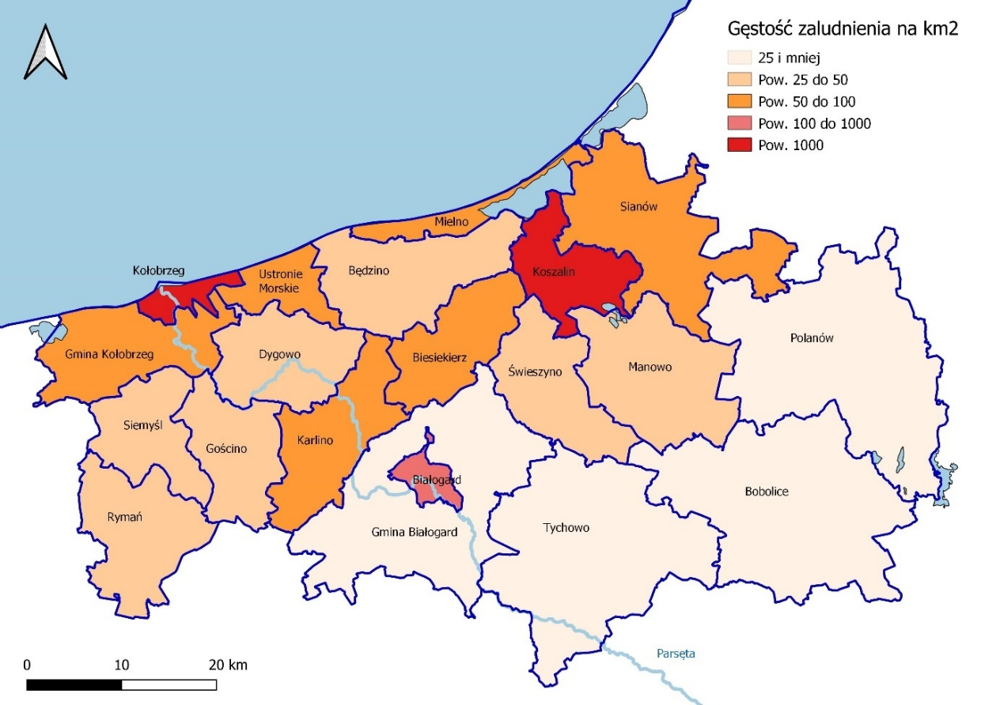 Gęstość zaludnienia na km2
25 i mniej
Pow. 25 do 50
Pow. 50 do 100
Pow. 100 do 1000
Pow. 1000
Sianów
Mielno
Kołobrzeg
Ustronie
Morskie
Będzino
Koszalin
Polanów
Gmina Kołobrzeg
Dygowo
Biesiekierz
Świeszyno
Manowo
Siemyśl
Gościno
Karlino
Białogard
Bobolice
Rymań
Gmina Białogard
Tychowo
Parsęta
0 10 20 km